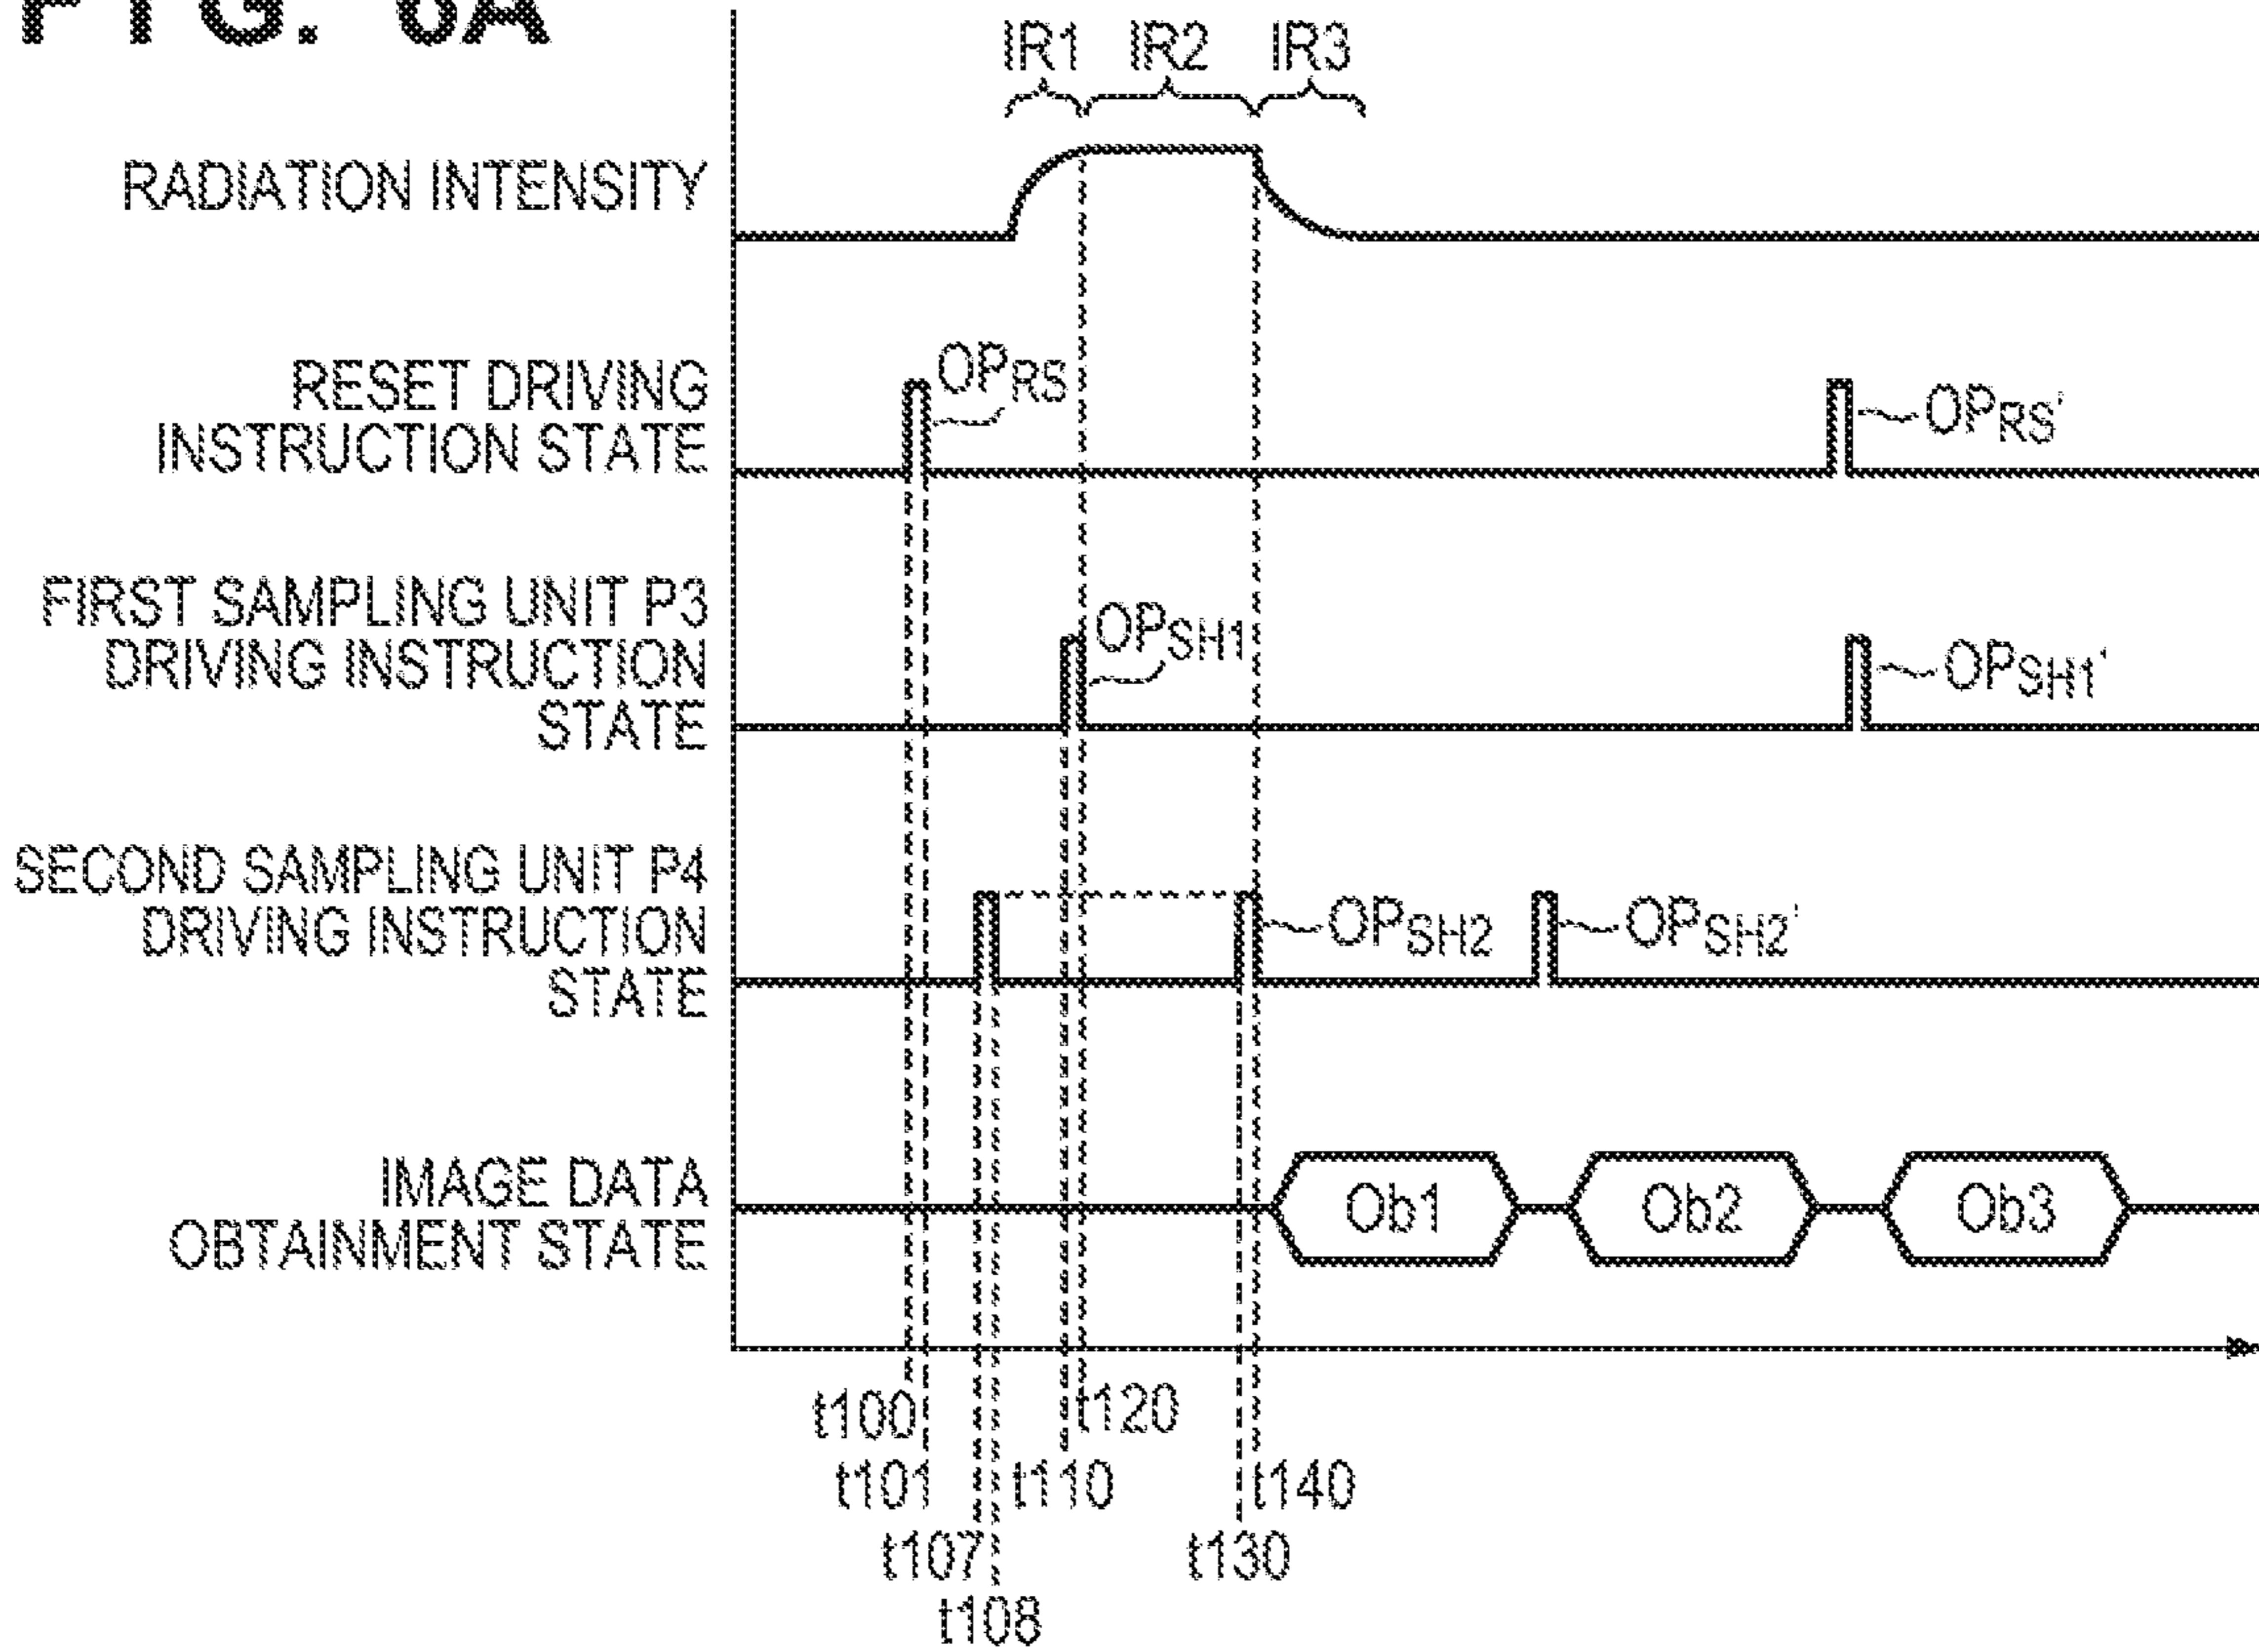 FIG. 6A
IR1 IR2 IR3
RADIATION INTENSITY
RESET DRIVING
INSTRUCTION STATE
OPRS
OPRS'
FIRST SAMPLING UNIT P3
DRIVING INSTRUCTION
STATE
OPSH1
OPSH1'
SECOND SAMPLING UNIT P4
DRIVING INSTRUCTION
STATE
OPSH2
OPSH2'
IMAGE DATA
OBTAINMENT STATE
Ob1 Ob2 Ob3
t100 t120
t101 t110 t140
t107 t130
t108